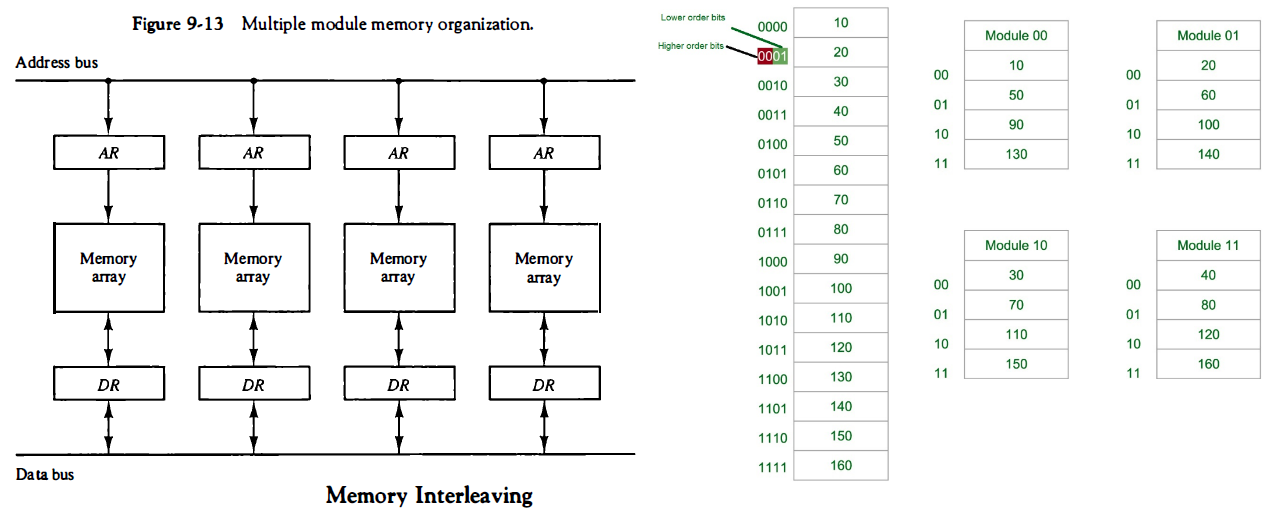 Figure 9-13 Multiple module memory organization.
Address bus
AR AR AR AR
Memory array Memory array Memory array Memory array
DR DR DR DR
Data bus
Memory Interleaving
Lower order bits
Higher order bits
0000 10
0001 20
0010 30
0011 40
0100 50
0101 60
0110 70
0111 80
1000 90
1001 100
1010 110
1011 120
1100 130
1101 140
1110 150
1111 160
Module 00
00 10
01 50
10 90
11 130
Module 01
00 20
01 60
10 100
11 140
Module 10
00 30
01 70
10 110
11 150
Module 11
00 40
01 80
10 120
11 160